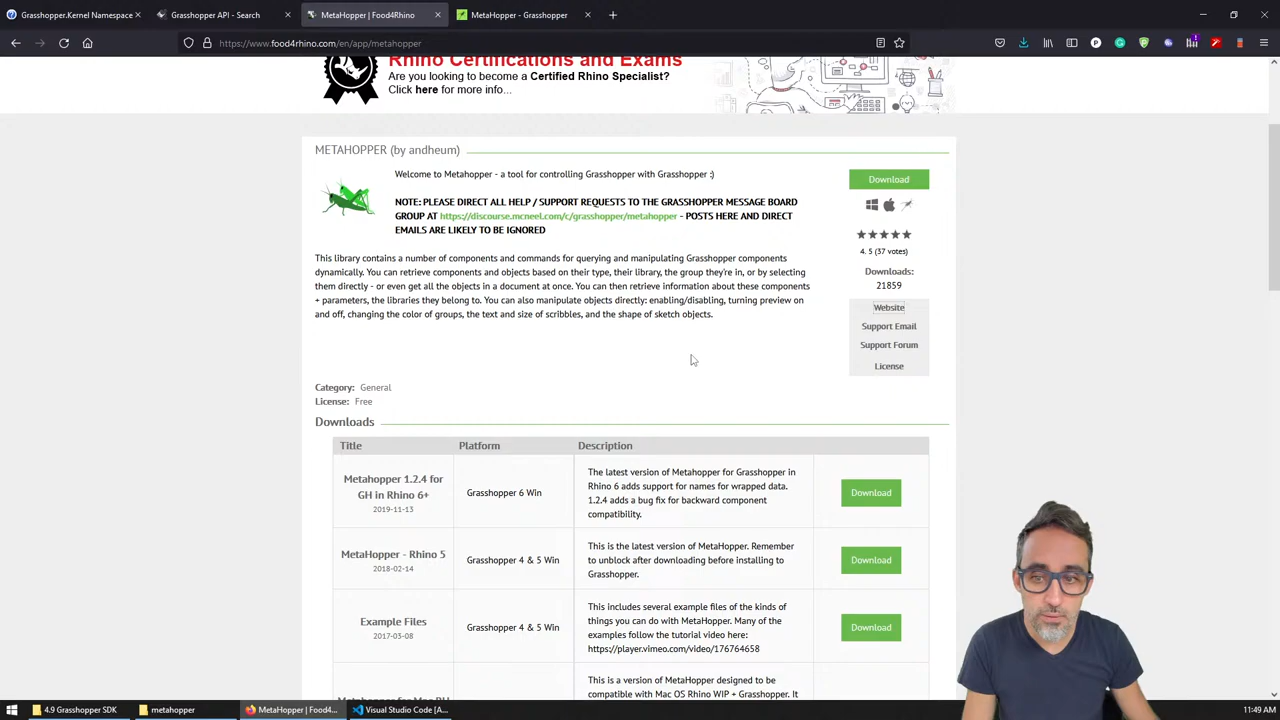 Grasshopper.Kernel Namespace
Grasshopper API - Search
MetaHopper | Food4Rhino
MetaHopper - Grasshopper
https://www.food4rhino.com/en/app/metahopper
Rhino Certifications and Exams
Are you looking to become a Certified Rhino Specialist?
Click here for more info...
METAHOPPER (by andheum)
Welcome to Metahopper - a tool for controlling Grasshopper with Grasshopper :)
NOTE: PLEASE DIRECT ALL HELP / SUPPORT REQUESTS TO THE GRASSHOPPER MESSAGE BOARD
GROUP AT https://discourse.mcneel.com/c/grasshopper/metahopper - POSTS HERE AND DIRECT
EMAILS ARE LIKELY TO BE IGNORED
This library contains a number of components and commands for querying and manipulating Grasshopper components
dynamically. You can retrieve components and objects based on their type, their library, the group they're in, or by selecting
them directly - or even get all the objects in a document at once. You can then retrieve information about these components
+ parameters, the libraries they belong to. You can also manipulate objects directly: enabling/disabling, turning preview on
and off, changing the color of groups, the text and size of scribbles, and the shape of sketch objects.
Download
4.5 (37 votes)
Downloads:
21859
Website
Support Email
Support Forum
License
Category: General
License: Free
Downloads
Title Platform Description
Metahopper 1.2.4 for
GH in Rhino 6+
2019-11-13
Grasshopper 6 Win
The latest version of Metahopper for Grasshopper in
Rhino 6 adds support for names for wrapped data.
1.2.4 adds a bug fix for backward component
compatibility.
Download
MetaHopper - Rhino 5
2018-02-14
Grasshopper 4 & 5 Win
This is the latest version of MetaHopper. Remember
to unblock after downloading before installing to
Grasshopper.
Download
Example Files
2017-03-08
Grasshopper 4 & 5 Win
This includes several example files of the kinds of
things you can do with MetaHopper. Many of the
examples follow the tutorial video here:
https://player.vimeo.com/video/176764658
Download
This is a version of MetaHopper designed to be
compatible with Mac OS Rhino WIP + Grasshopper. It
4.9 Grasshopper SDK
metahopper
MetaHopper | Food4...
Visual Studio Code [A...
11:49 AM